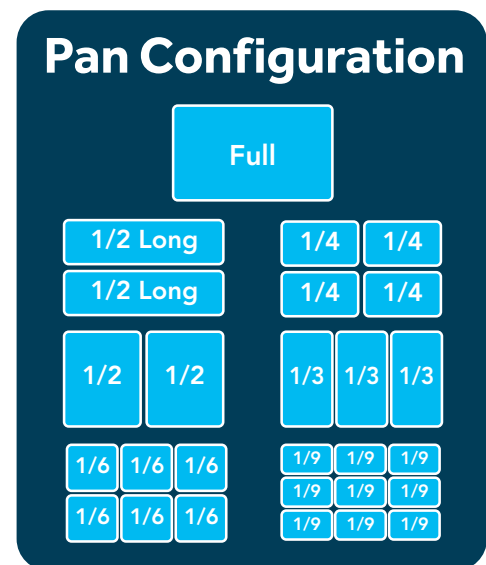 Pan Configuration
Full
1/2 Long
1/2 Long
1/4 1/4
1/4 1/4
1/2 1/2
1/3 1/3 1/3
1/6 1/6 1/6
1/6 1/6 1/6
1/9 1/9 1/9
1/9 1/9 1/9
1/9 1/9 1/9